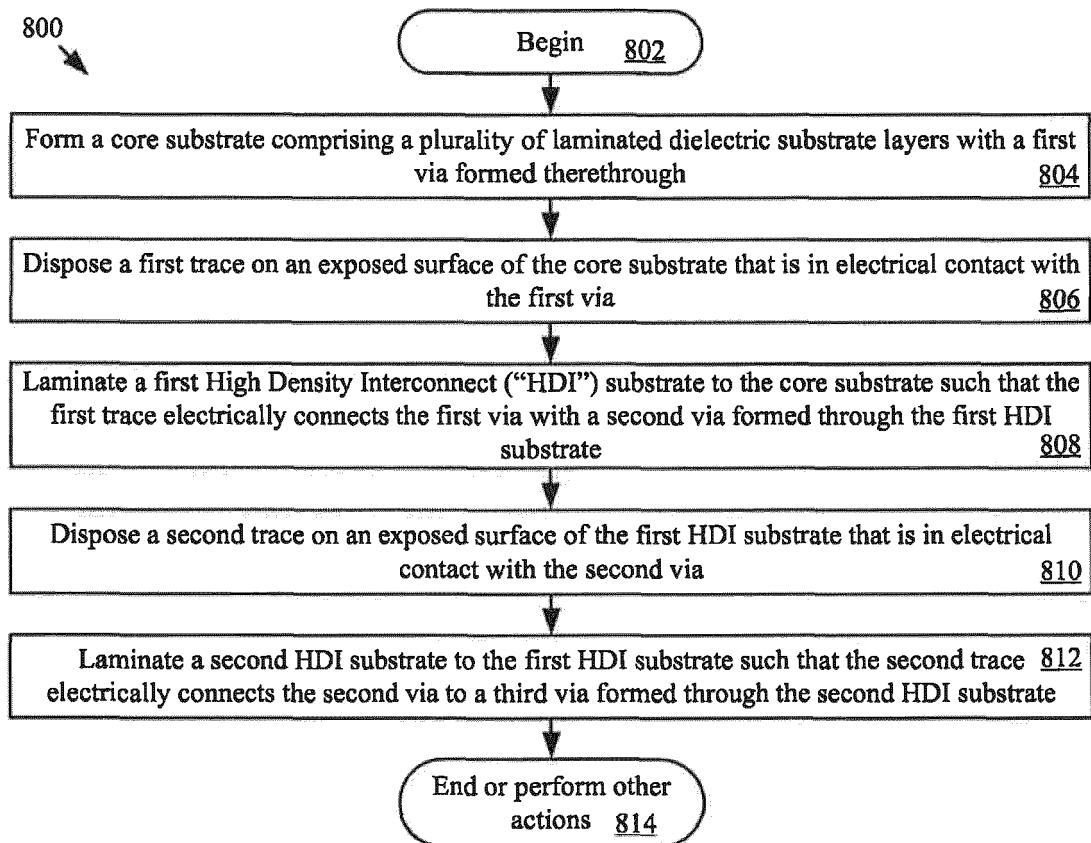 800
Begin 802
Form a core substrate comprising a plurality of laminated dielectric substrate layers with a first
via formed therethrough 804
Dispose a first trace on an exposed surface of the core substrate that is in electrical contact with
the first via 806
Laminate a first High Density Interconnect (“HDI”) substrate to the core substrate such that the
first trace electrically connects the first via with a second via formed through the first HDI
substrate 808
Dispose a second trace on an exposed surface of the first HDI substrate that is in electrical
contact with the second via 810
Laminate a second HDI substrate to the first HDI substrate such that the second trace 812
electrically connects the second via to a third via formed through the second HDI substrate
End or perform other
actions 814